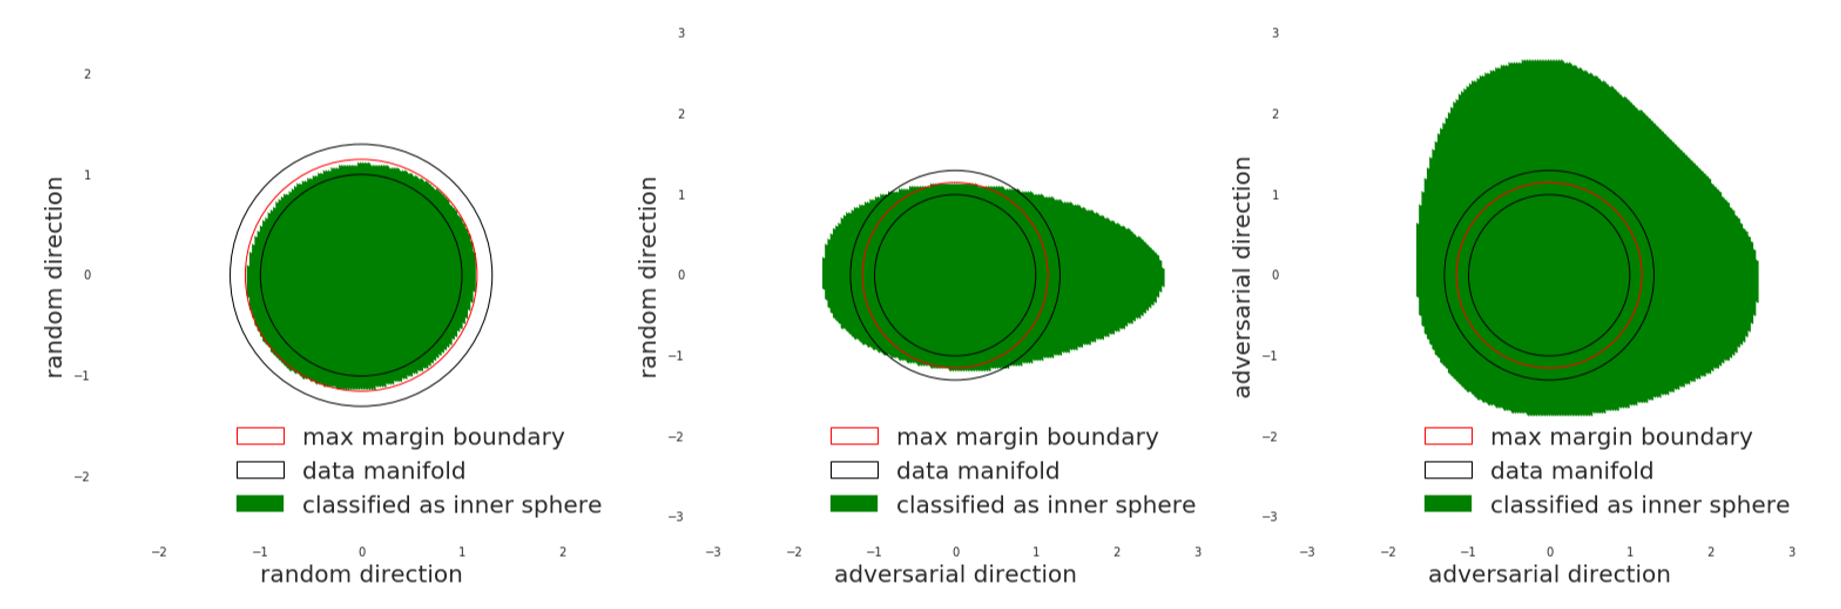 2
1
0
−1
−2
random direction
max margin boundary
data manifold
classified as inner sphere
−2
−1
0
1
2
random direction
3
2
1
0
−1
−2
−3
random direction
max margin boundary
data manifold
classified as inner sphere
−3
−2
−1
0
1
2
3
adversarial direction
3
2
1
0
−1
−2
−3
adversarial direction
max margin boundary
data manifold
classified as inner sphere
−3
−2
−1
0
1
2
3
adversarial direction